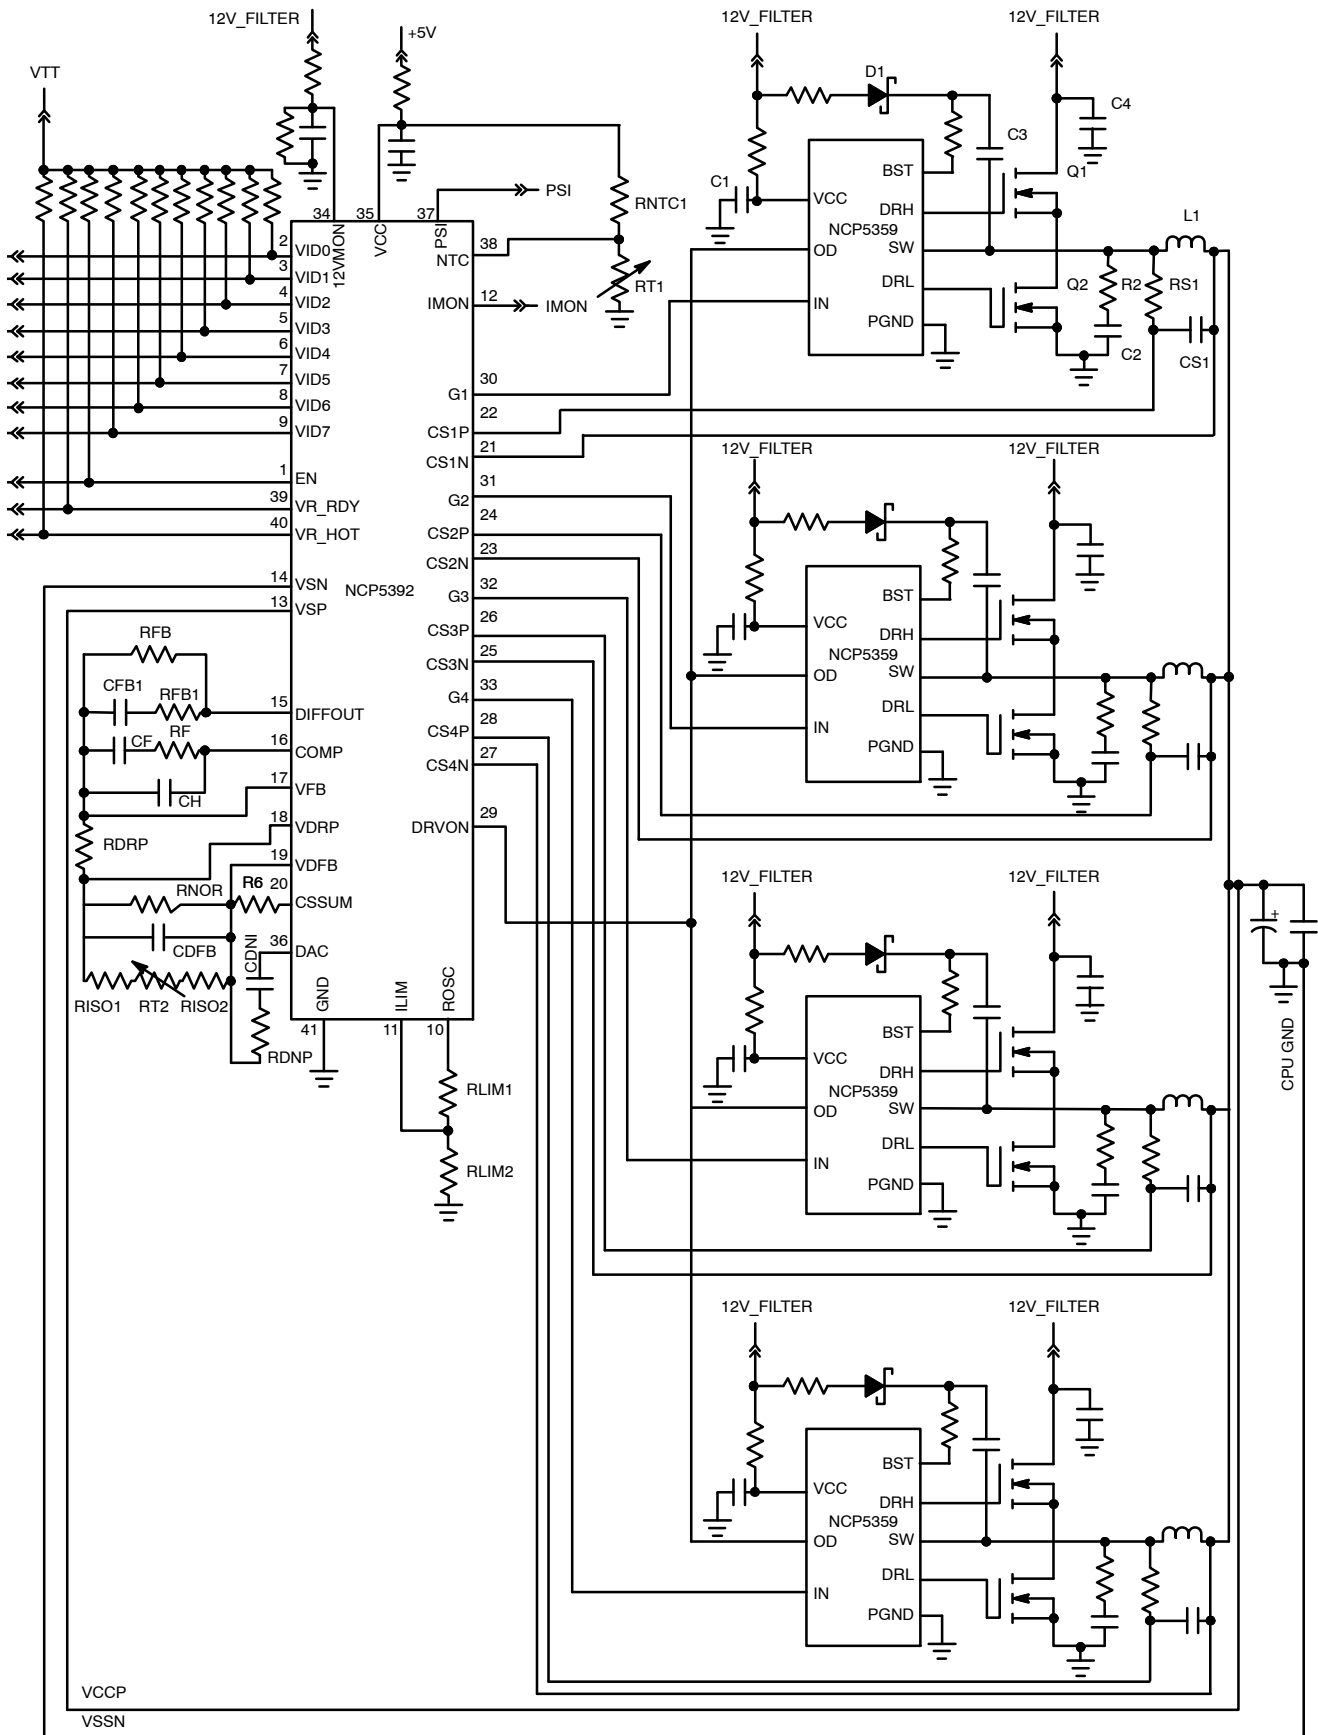 12V_FILTER
+5V
VTT
34
35
37
12VMON
VCC
PSI
PSI
RNTC1
38
NTC
RT1
12
IMON
IMON
2
VID0
3
VID1
4
VID2
5
VID3
6
VID4
7
VID5
8
VID6
9
VID7
1
EN
39
VR_RDY
40
VR_HOT
14
VSN
13
VSP
NCP5392
30
G1
22
CS1P
21
CS1N
31
G2
24
CS2P
23
CS2N
32
G3
26
CS3P
25
CS3N
33
G4
28
CS4P
27
CS4N
29
DRVON
RFB
CFB1
RFB1
15
DIFFOUT
CF
RF
16
COMP
CH
17
VFB
RDRP
18
VDRP
19
VDFB
RNOR
R6
20
CSSUM
CDFB
CDNI
36
DAC
RISO1
RT2
RISO2
RDNP
GND
ILIM
ROSC
41
11
10
RLIM1
RLIM2
12V_FILTER
12V_FILTER
D1
C4
C3
C1
BST
VCC
DRH
NCP5359
SW
OD
DRL
IN
PGND
Q1
L1
Q2
R2
RS1
C2
CS1
12V_FILTER
12V_FILTER
BST
VCC
DRH
NCP5359
SW
OD
DRL
IN
PGND
12V_FILTER
12V_FILTER
BST
VCC
DRH
NCP5359
SW
OD
DRL
IN
PGND
+
CPU GND
12V_FILTER
12V_FILTER
BST
VCC
DRH
NCP5359
SW
OD
DRL
IN
PGND
VCCP
VSSN